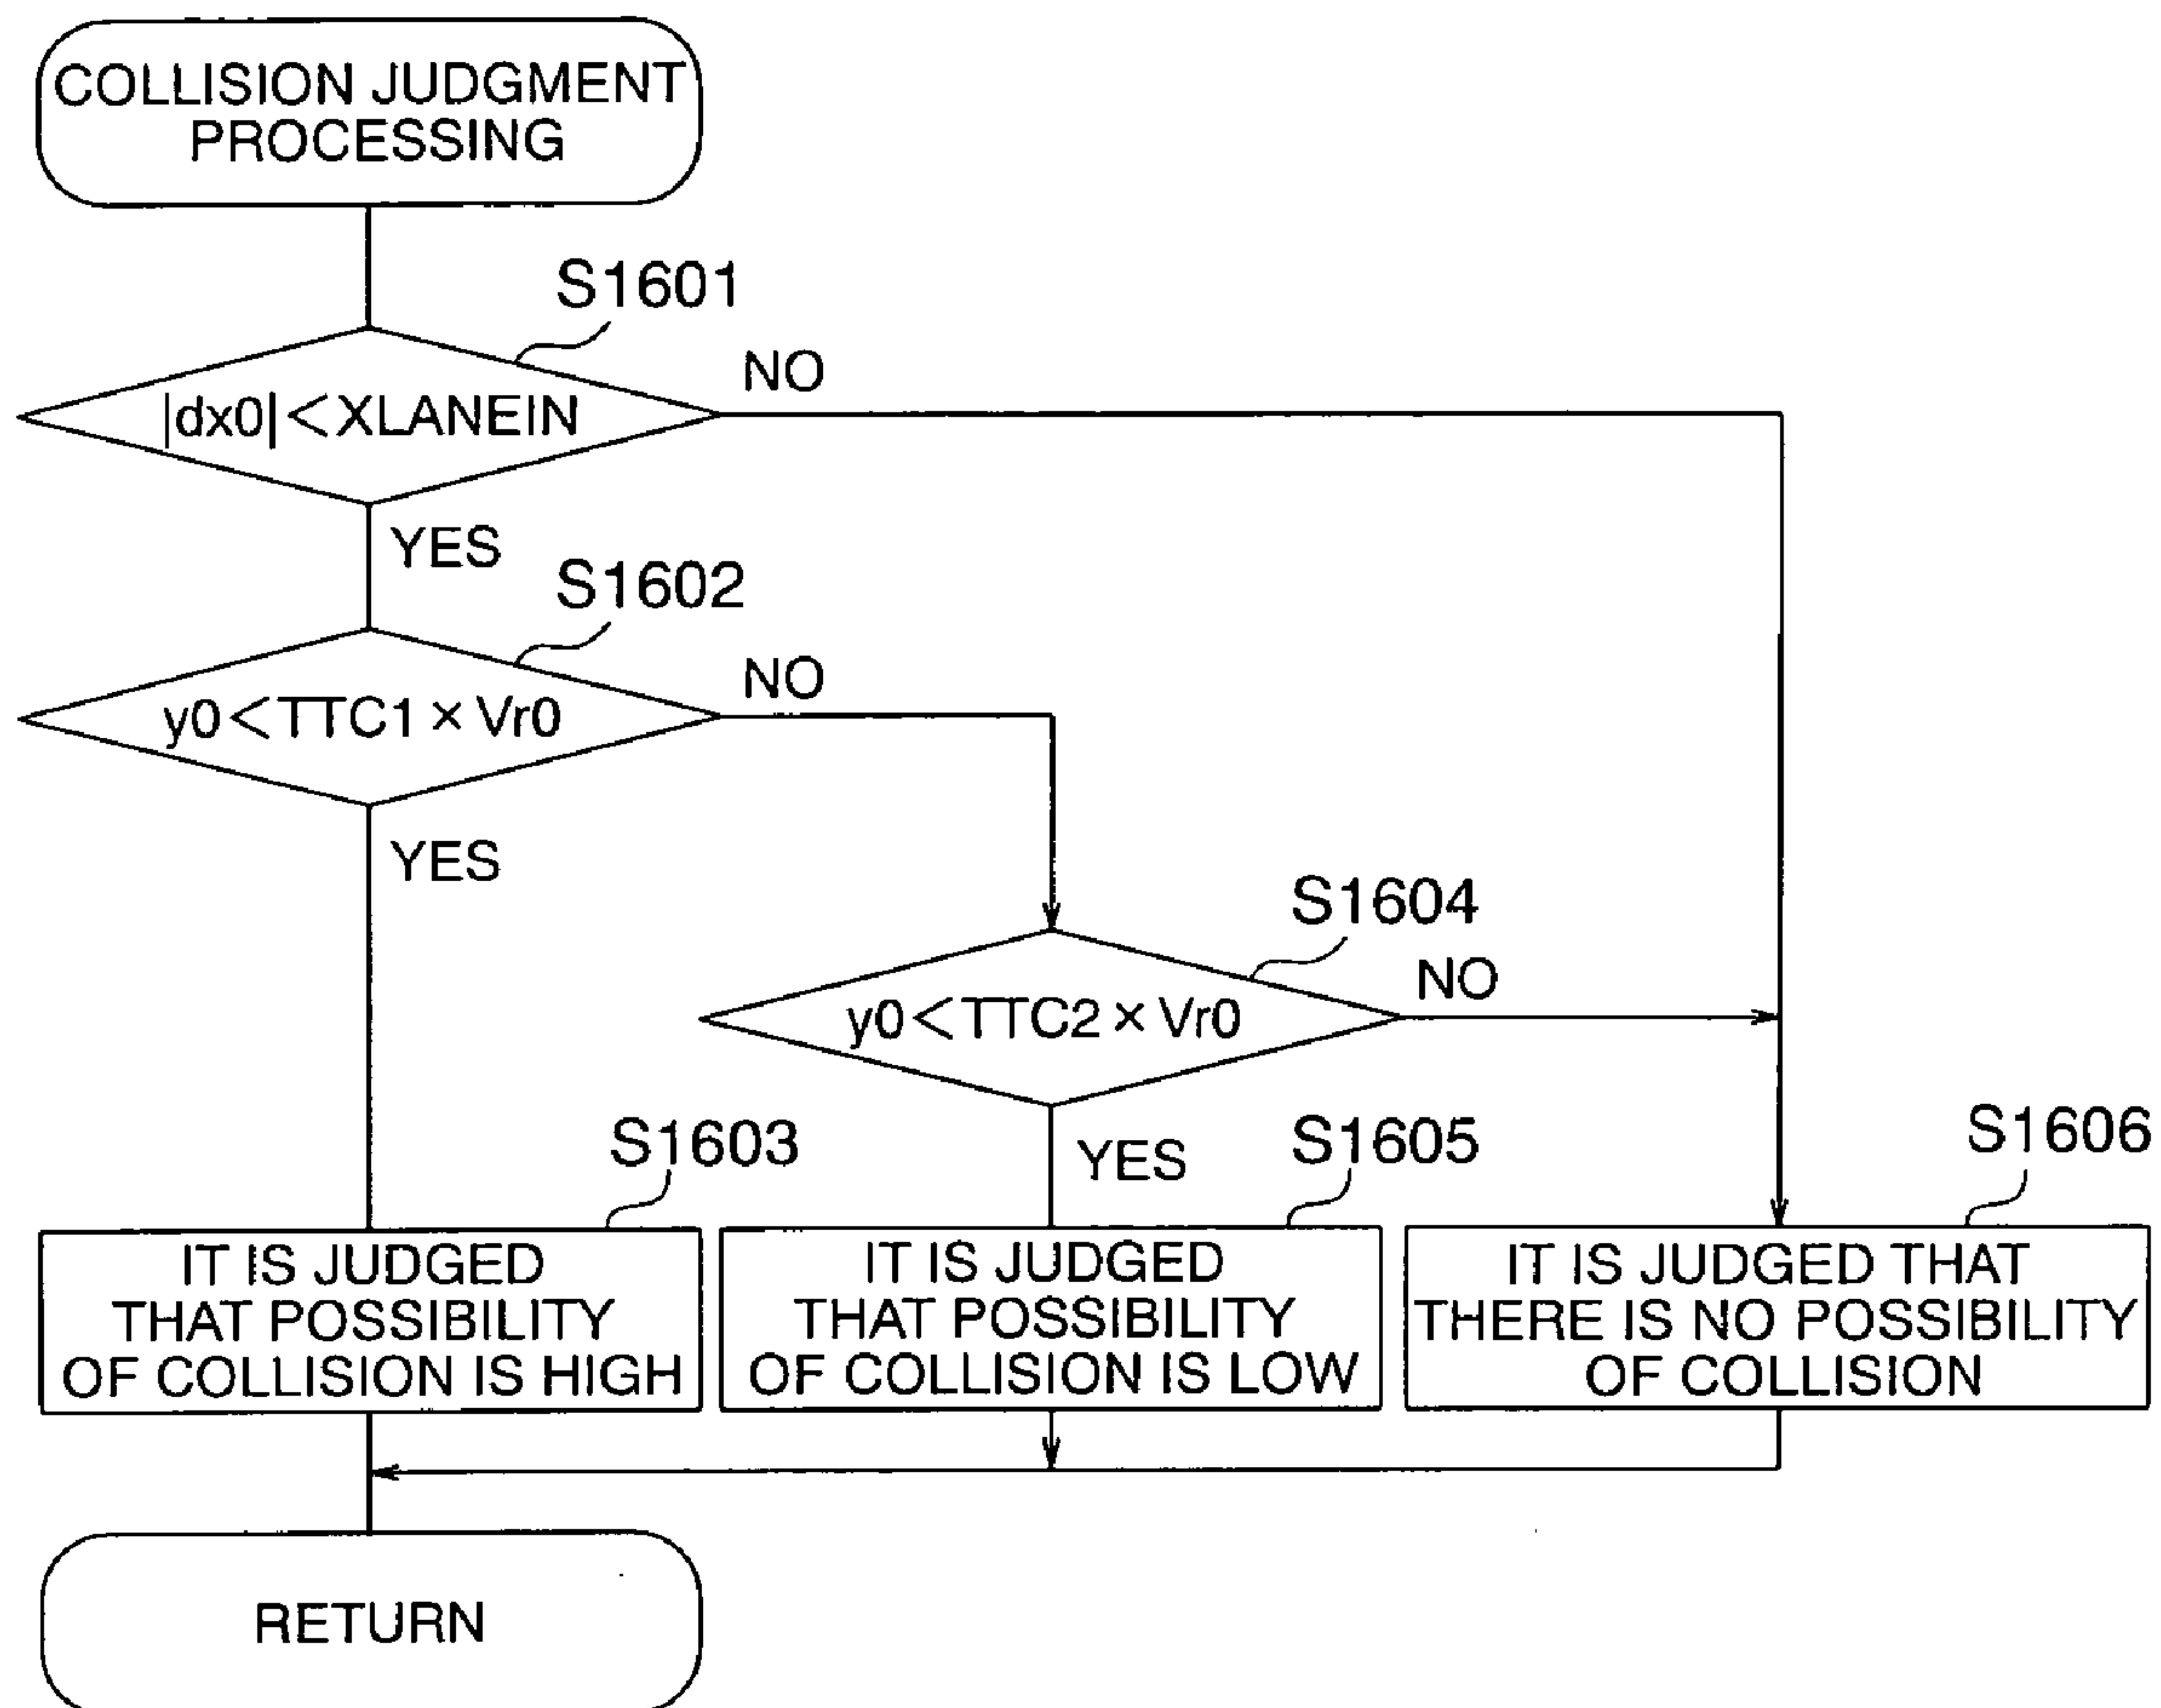 COLLISION JUDGMENT
PROCESSING
S1601
|dx0|<XLANEIN
NO
YES
S1602
y0<TTC1×Vr0
NO
YES
S1604
y0<TTC2×Vr0
NO
YES
S1603
IT IS JUDGED
THAT POSSIBILITY
OF COLLISION IS HIGH
S1605
IT IS JUDGED
THAT POSSIBILITY
OF COLLISION IS LOW
S1606
IT IS JUDGED THAT
THERE IS NO POSSIBILITY
OF COLLISION
RETURN